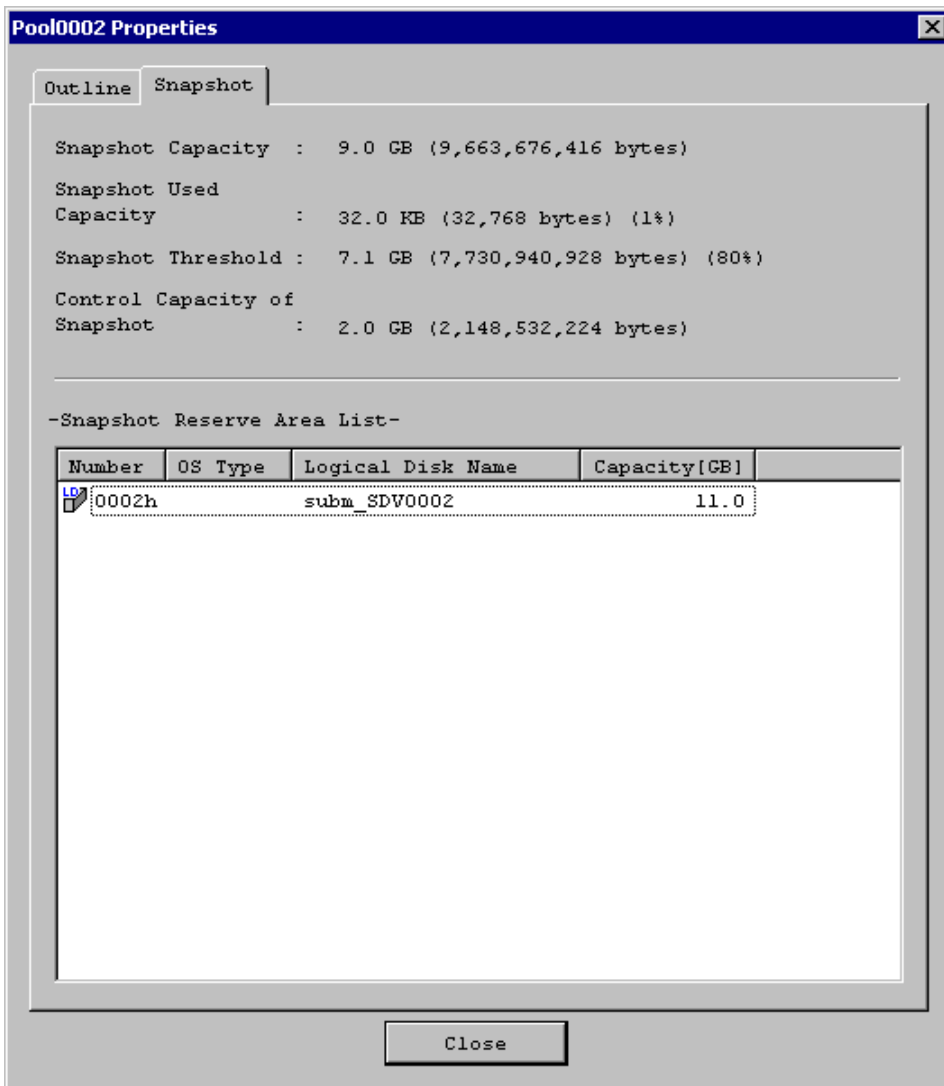 Pool0002 Properties
Outline Snapshot
Snapshot Capacity : 9.0 GB (9,663,676,416 bytes)
Snapshot Used
Capacity : 32.0 KB (32,768 bytes) (1%)
Snapshot Threshold : 7.1 GB (7,730,940,928 bytes) (80%)
Control Capacity of
Snapshot : 2.0 GB (2,148,532,224 bytes)
-Snapshot Reserve Area List-
Number OS Type Logical Disk Name Capacity[GB]
LD 0002h subm_SDV0002 11.0
Close